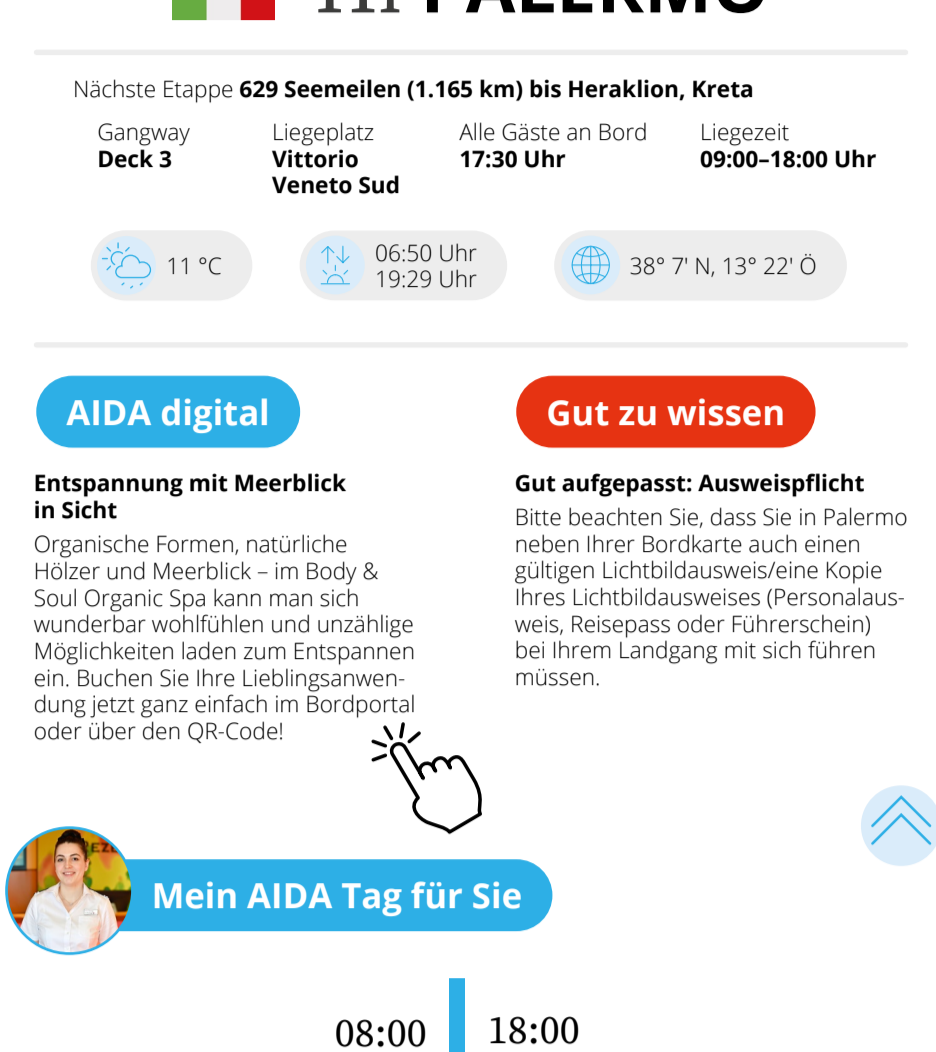 in PALERMO
Nächste Etappe 629 Seemeilen (1.165 km) bis Heraklion, Kreta
Gangway
Deck 3
Liegeplatz
Vittorio
Veneto Sud
Alle Gäste an Bord
17:30 Uhr
Liegezeit
09:00–18:00 Uhr
11 °C
06:50 Uhr
19:29 Uhr
38° 7' N, 13° 22' Ö
AIDA digital
Entspannung mit Meerblick
in Sicht
Organische Formen, natürliche
Hölzer und Meerblick – im Body &
Soul Organic Spa kann man sich
wunderbar wohlfühlen und unzählige
Möglichkeiten laden zum Entspannen
ein. Buchen Sie Ihre Lieblingsanwen-
dung jetzt ganz einfach im Bordportal
oder über den QR-Code!
Gut zu wissen
Gut aufgepasst: Ausweispflicht
Bitte beachten Sie, dass Sie in Palermo
neben Ihrer Bordkarte auch einen
gültigen Lichtbildausweis/eine Kopie
Ihres Lichtbildausweises (Personalaus-
weis, Reisepass oder Führerschein)
bei Ihrem Landgang mit sich führen
müssen.
Mein AIDA Tag für Sie
08:00
18:00